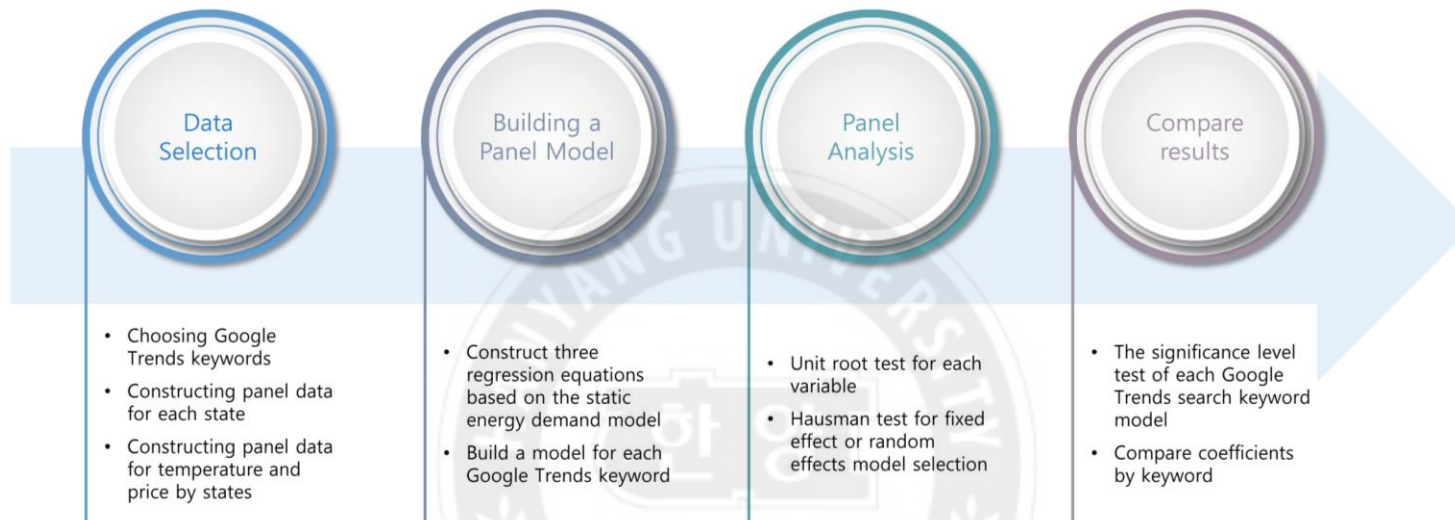 Data
Selection
Building a
Panel Model
Panel
Analysis
Compare
results
• Choosing Google
Trends keywords
• Constructing panel data
for each state
• Constructing panel data
for temperature and
price by states
• Construct three
regression equations
based on the static
energy demand model
• Build a model for each
Google Trends keyword
• Unit root test for each
variable
• Hausman test for fixed
effect or random
effects model selection
• The significance level
test of each Google
Trends search keyword
model
• Compare coefficients
by keyword
HANYANG UNIVERSITY
한양